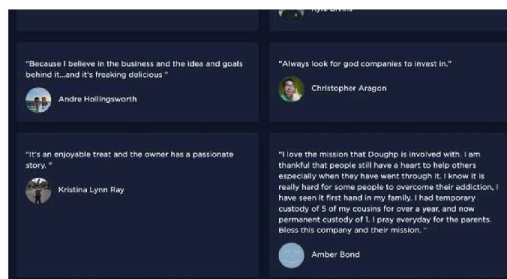 "Because I believe in the business and the idea and goals
behind it...and it's freaking delicious "
Andre Hollingsworth
"Always look for god companies to invest in."
Christopher Aragon
"It's an enjoyable treat and the owner has a passionate
story. "
Kristina Lynn Ray
"I love the mission that Doughp is involved with. I am
thankful that people still have a heart to help others
especially when they have went through it. I know it is
really hard for some people to overcome their addiction, I
have seen it first hand in my family. I had temporary
custody of 5 of my cousins for over a year, and now
permanent custody of 1. I pray everyday for the parents.
Bless this company and their mission. "
Amber Bond